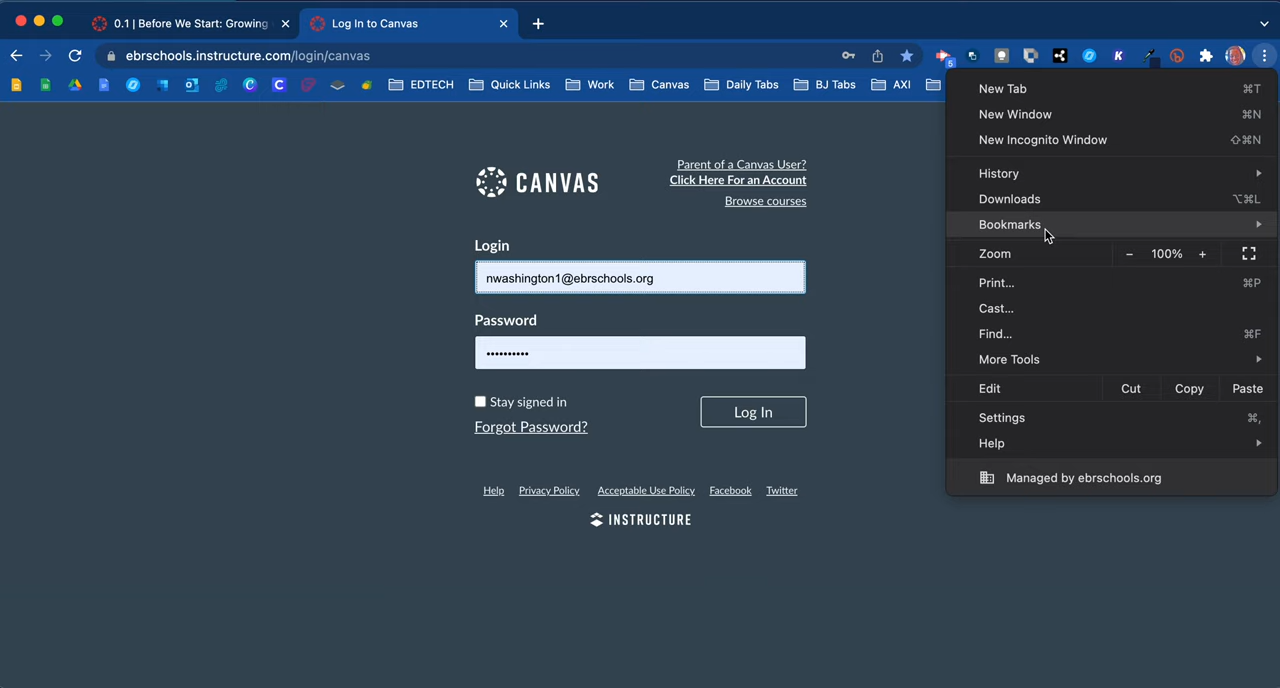 0.1 | Before We Start: Growing
Log In to Canvas
ebrschools.instructure.com/login/canvas
5
K
EDTECH
Quick Links
Work
Canvas
Daily Tabs
BJ Tabs
AXI
New Tab ⌘T
New Window ⌘N
New Incognito Window ⇧⌘N
History
Downloads ⌥⌘L
Bookmarks
Zoom − 100% +
Print... ⌘P
Cast...
Find... ⌘F
More Tools
Edit Cut Copy Paste
Settings ⌘,
Help
Managed by ebrschools.org
CANVAS
Parent of a Canvas User?
Click Here For an Account
Browse courses
Login
nwashington1@ebrschools.org
Password
••••••••••
Stay signed in
Log In
Forgot Password?
Help Privacy Policy Acceptable Use Policy Facebook Twitter
INSTRUCTURE